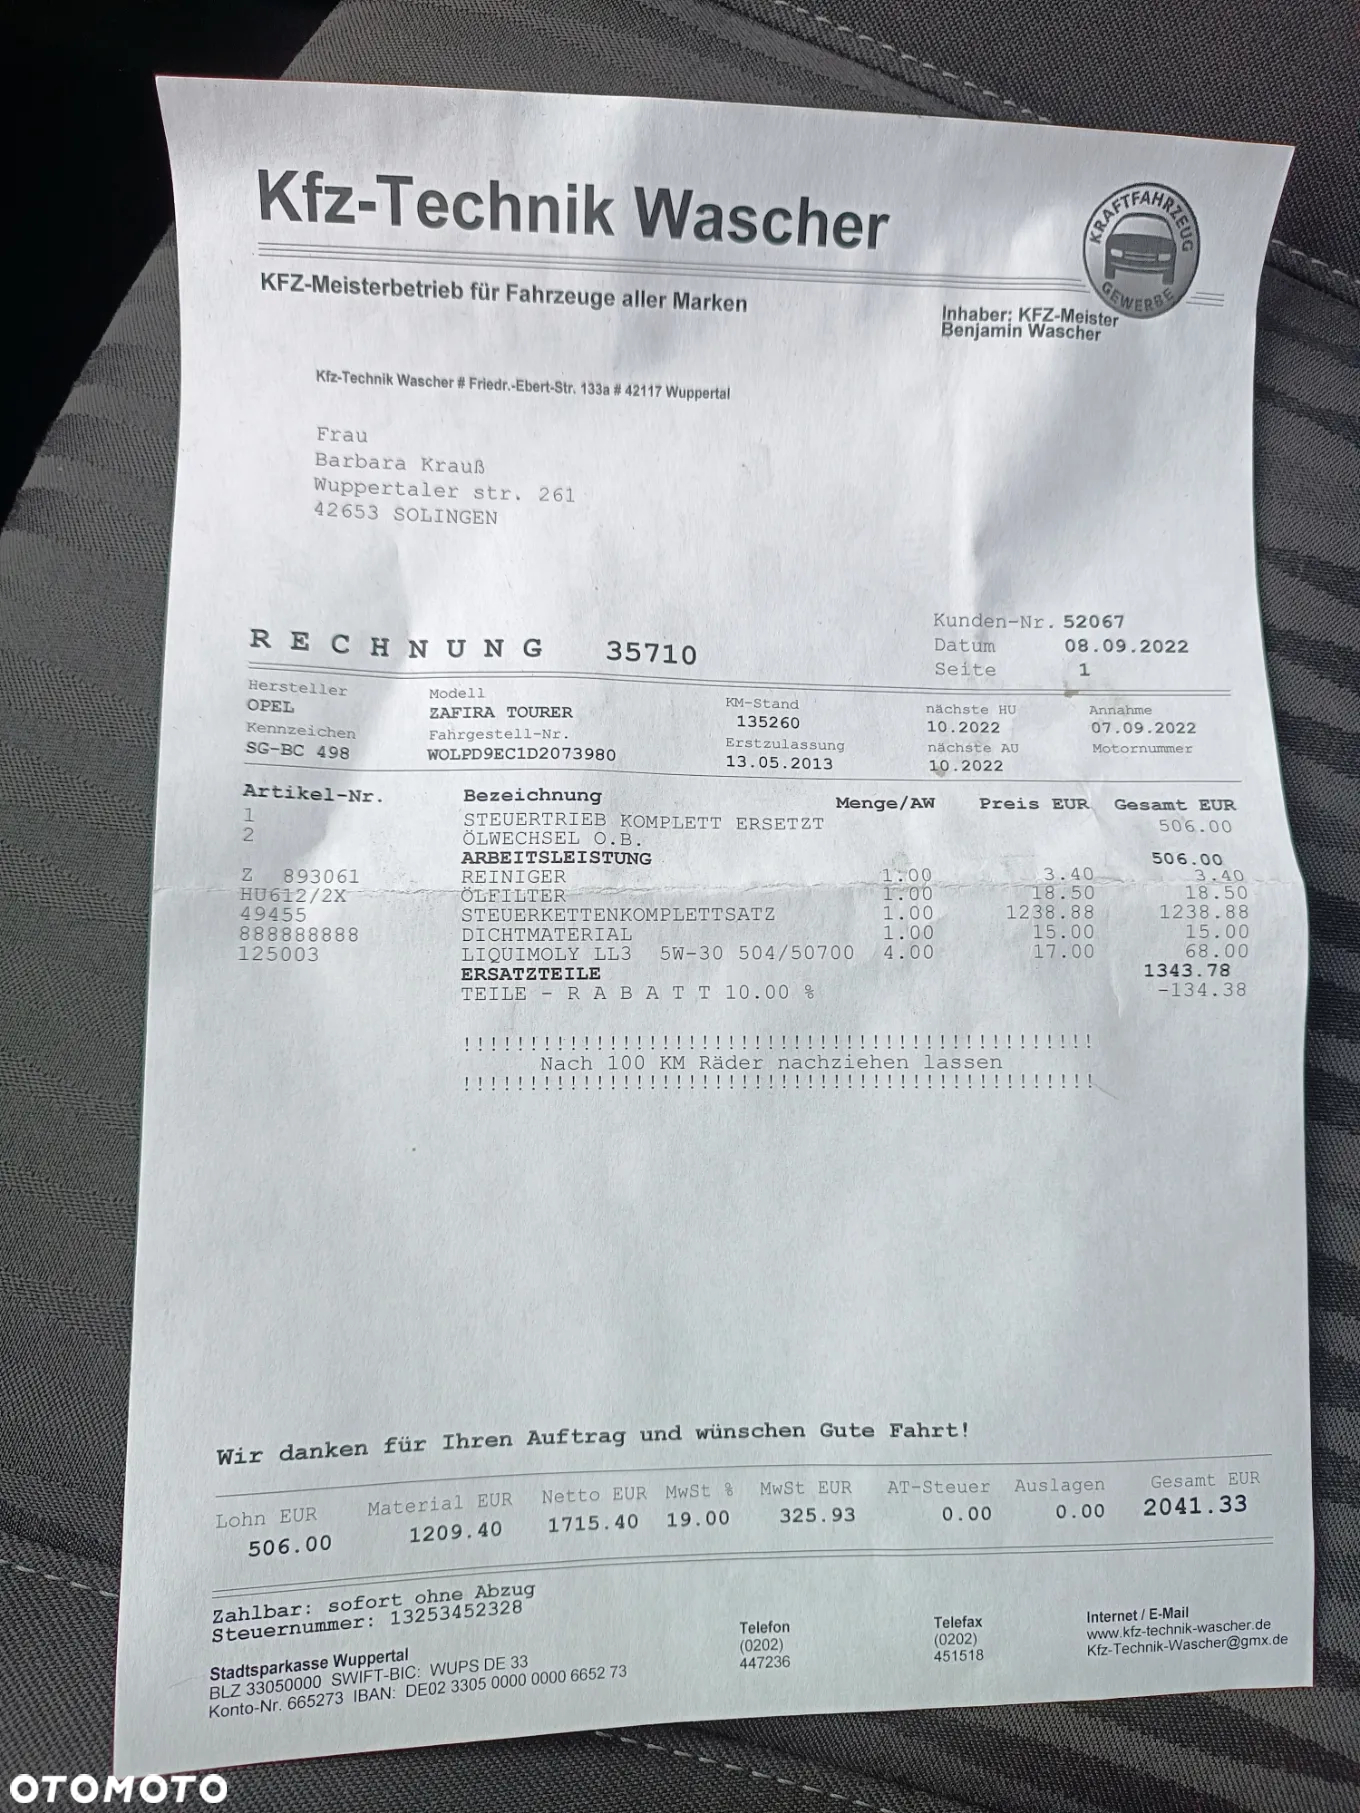 Kfz-Technik Wascher
KRAFTFAHRZEUG
GEWERBE
KFZ-Meisterbetrieb für Fahrzeuge aller Marken
Inhaber: KFZ-Meister
Benjamin Wascher
Kfz-Technik Wascher # Friedr.-Ebert-Str. 133a # 42117 Wuppertal
Frau
Barbara Krauß
Wuppertaler str. 261
42653 SOLINGEN
Kunden-Nr. 52067
Datum 08.09.2022
Seite 1
R E C H N U N G 35710
Hersteller Modell KM-Stand nächste HU Annahme
OPEL ZAFIRA TOURER 135260 10.2022 07.09.2022
Kennzeichen Fahrgestell-Nr. Erstzulassung nächste AU Motornummer
SG-BC 498 WOLPD9EC1D2073980 13.05.2013 10.2022
Artikel-Nr. Bezeichnung Menge/AW Preis EUR Gesamt EUR
1 STEUERTRIEB KOMPLETT ERSETZT 506.00
2 ÖLWECHSEL O.B.
ARBEITSLEISTUNG 506.00
Z 893061 REINIGER 1.00 3.40 3.40
HU612/2X ÖLFILTER 1.00 18.50 18.50
49455 STEUERKETTENKOMPLETTSATZ 1.00 1238.88 1238.88
888888888 DICHTMATERIAL 1.00 15.00 15.00
125003 LIQUIMOLY LL3 5W-30 504/50700 4.00 17.00 68.00
ERSATZTEILE 1343.78
TEILE - R A B A T T 10.00 % -134.38
!!!!!!!!!!!!!!!!!!!!!!!!!!!!!!!!!!!!!!!!!!!!!!!!
Nach 100 KM Räder nachziehen lassen
!!!!!!!!!!!!!!!!!!!!!!!!!!!!!!!!!!!!!!!!!!!!!!!!
Wir danken für Ihren Auftrag und wünschen Gute Fahrt!
Lohn EUR Material EUR Netto EUR MwSt % MwSt EUR AT-Steuer Auslagen Gesamt EUR
506.00 1209.40 1715.40 19.00 325.93 0.00 0.00 2041.33
Zahlbar: sofort ohne Abzug
Steuernummer: 13253452328
Stadtsparkasse Wuppertal
BLZ 33050000 SWIFT-BIC: WUPS DE 33
Konto-Nr. 665273 IBAN: DE02 3305 0000 0000 6652 73
Telefon
(0202)
447236
Telefax
(0202)
451518
Internet / E-Mail
www.kfz-technik-wascher.de
Kfz-Technik-Wascher@gmx.de
OTOMOTO